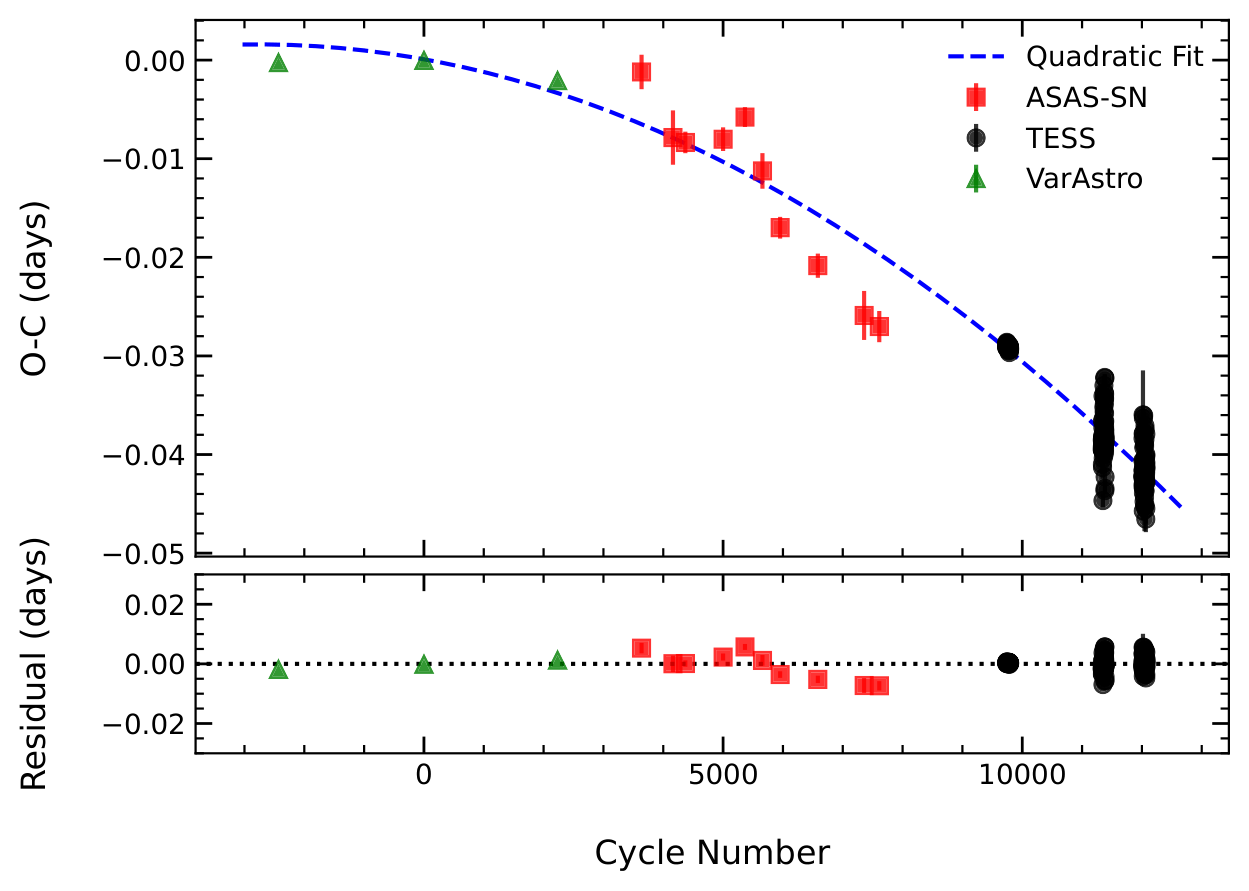 O-C (days)
0.00
−0.01
−0.02
−0.03
−0.04
−0.05
Quadratic Fit
ASAS-SN
TESS
VarAstro
Residual (days)
0.02
0.00
−0.02
0
5000
10000
Cycle Number